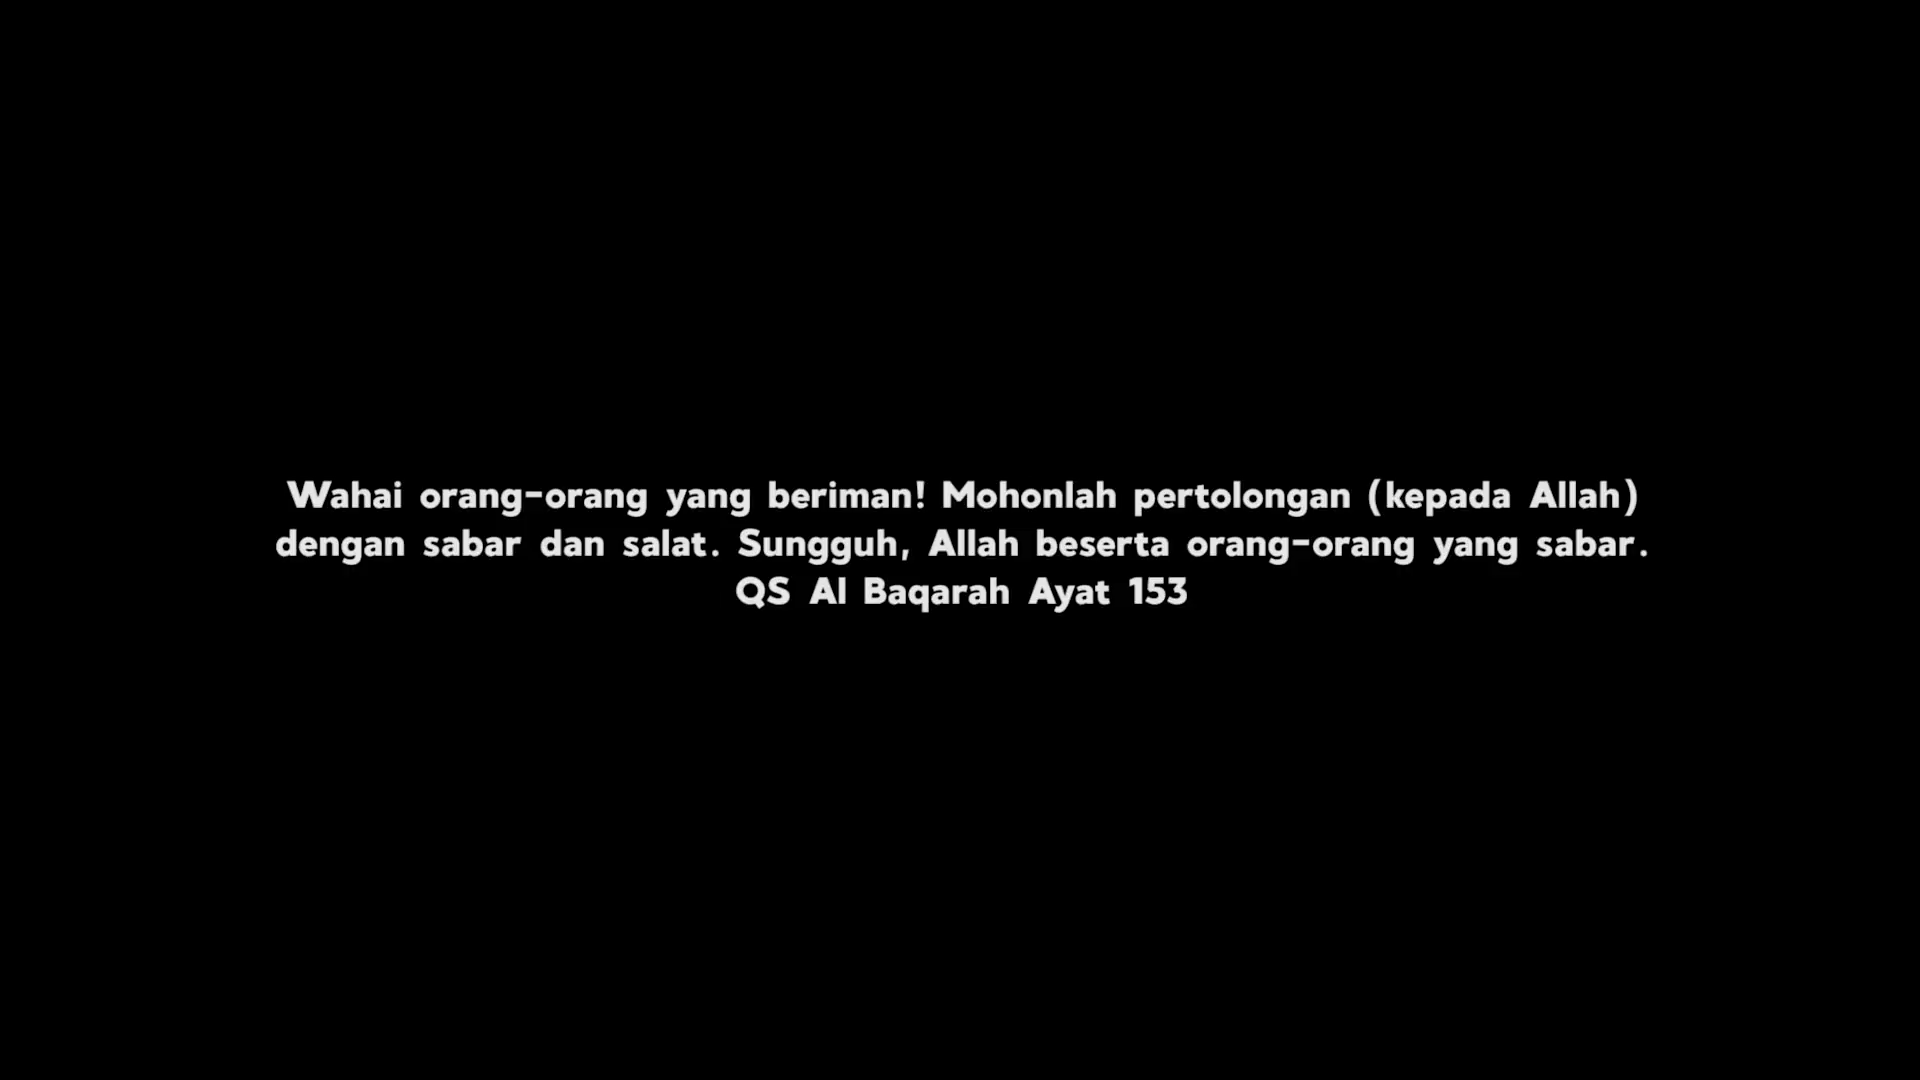 Wahai orang-orang yang beriman! Mohonlah pertolongan (kepada Allah)
dengan sabar dan salat. Sungguh, Allah beserta orang-orang yang sabar.
QS Al Baqarah Ayat 153